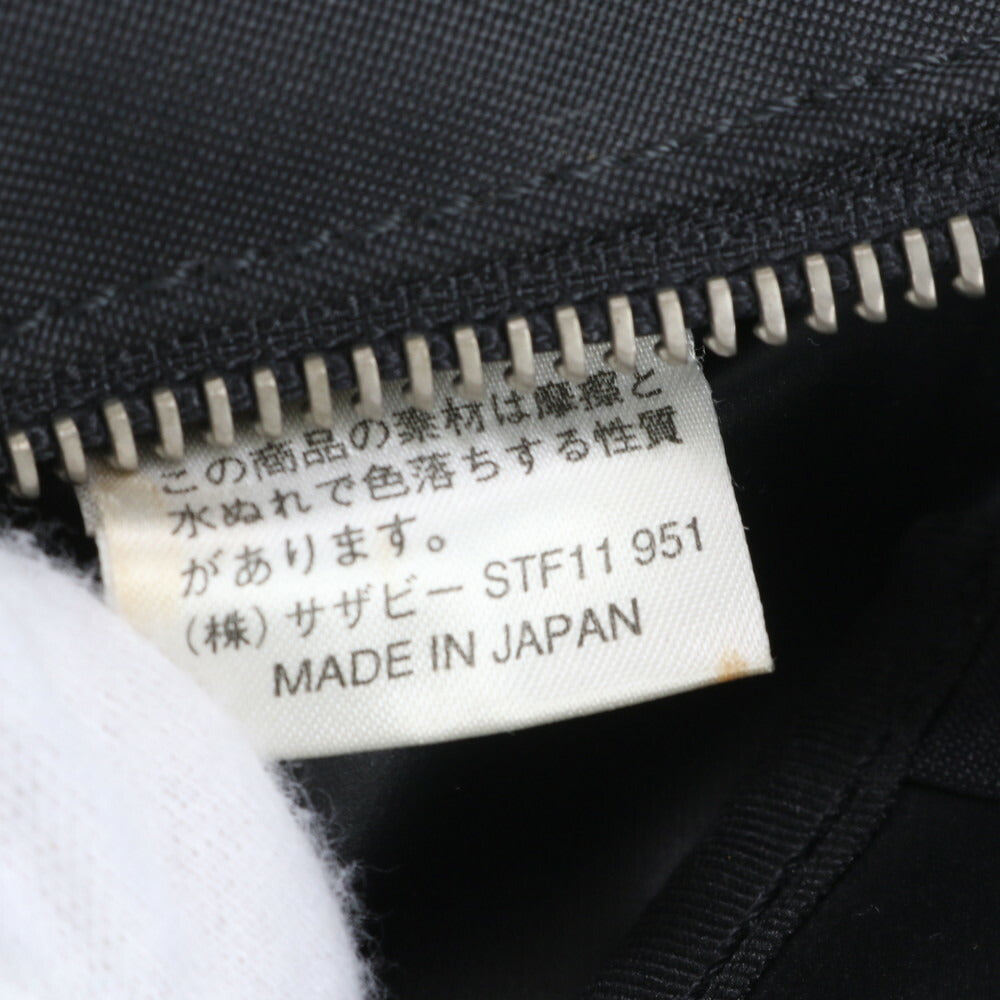 この商品の素材は摩擦と
水ぬれで色落ちする性質
があります。
(株) サザビー STF11 951
MADE IN JAPAN